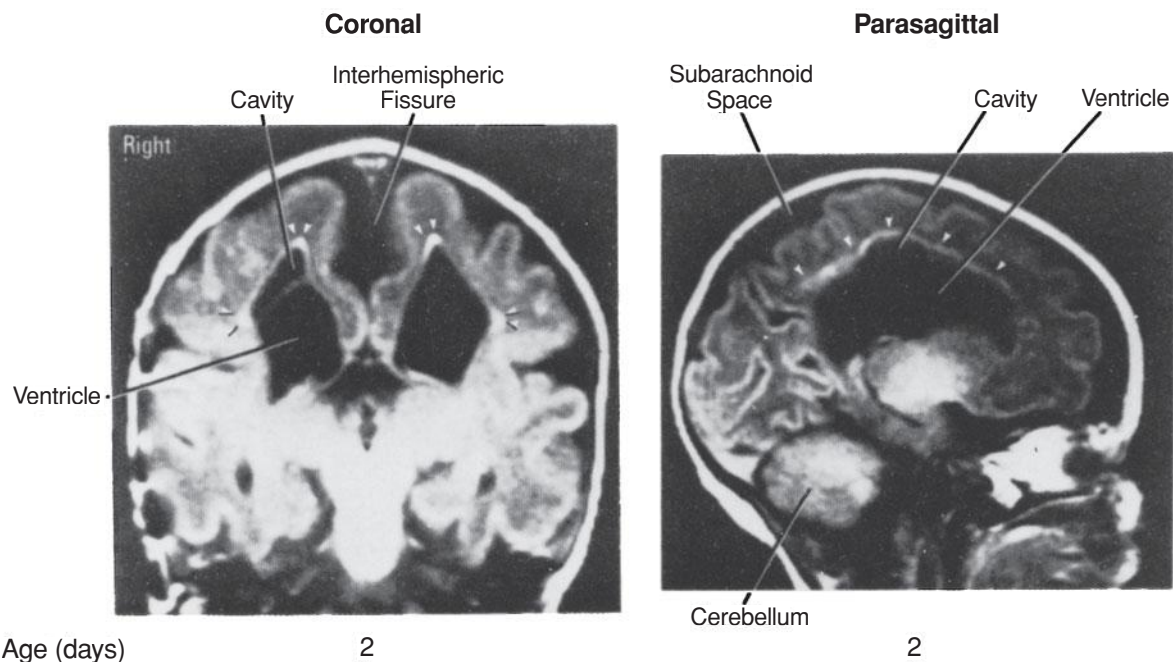 Coronal
Parasagittal
Interhemispheric
Fissure
Cavity
Subarachnoid
Space
Cavity
Ventricle
Right
Ventricle
Cerebellum
Age (days) 2 2